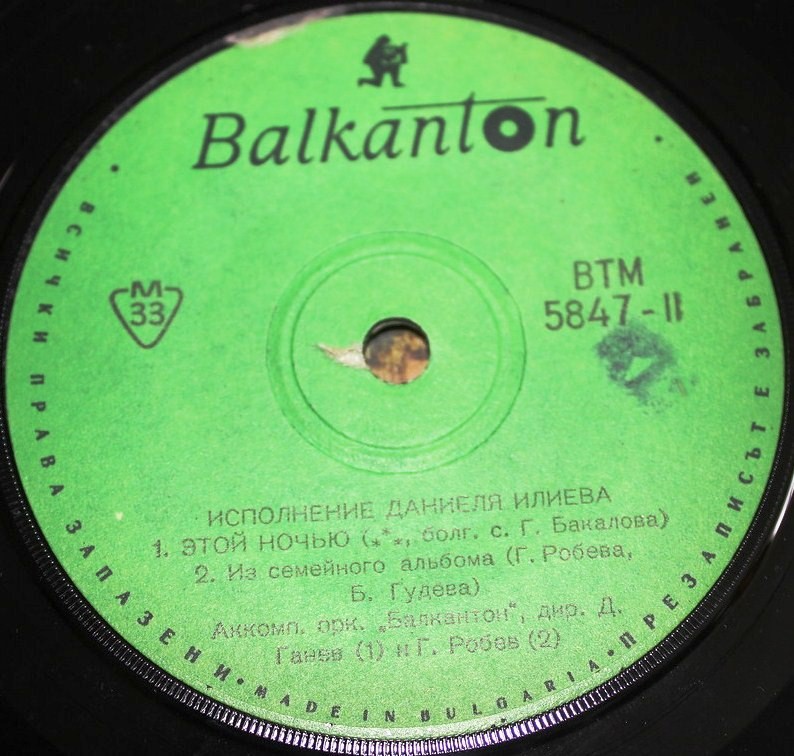 Balkanton
M
33
BTM
5847-II
ИСПОЛНЕНИЕ ДАНИЕЛЯ ИЛИЕВА
1. ЭТОЙ НОЧЬЮ (***, болг. с. Г. Бакалова)
2. Из семейного альбома (Г. Робева,
Б. Гудева)
Аккомп. орк. „Балкантон“, дир. Д.
Ганев (1) и Г. Робев (2)
• ВСИЧКИ ПРАВА ЗАПАЗЕНИ • MADE IN BULGARIA • ПРЕЗАПИСЪТ Е ЗАБРАНЕН •